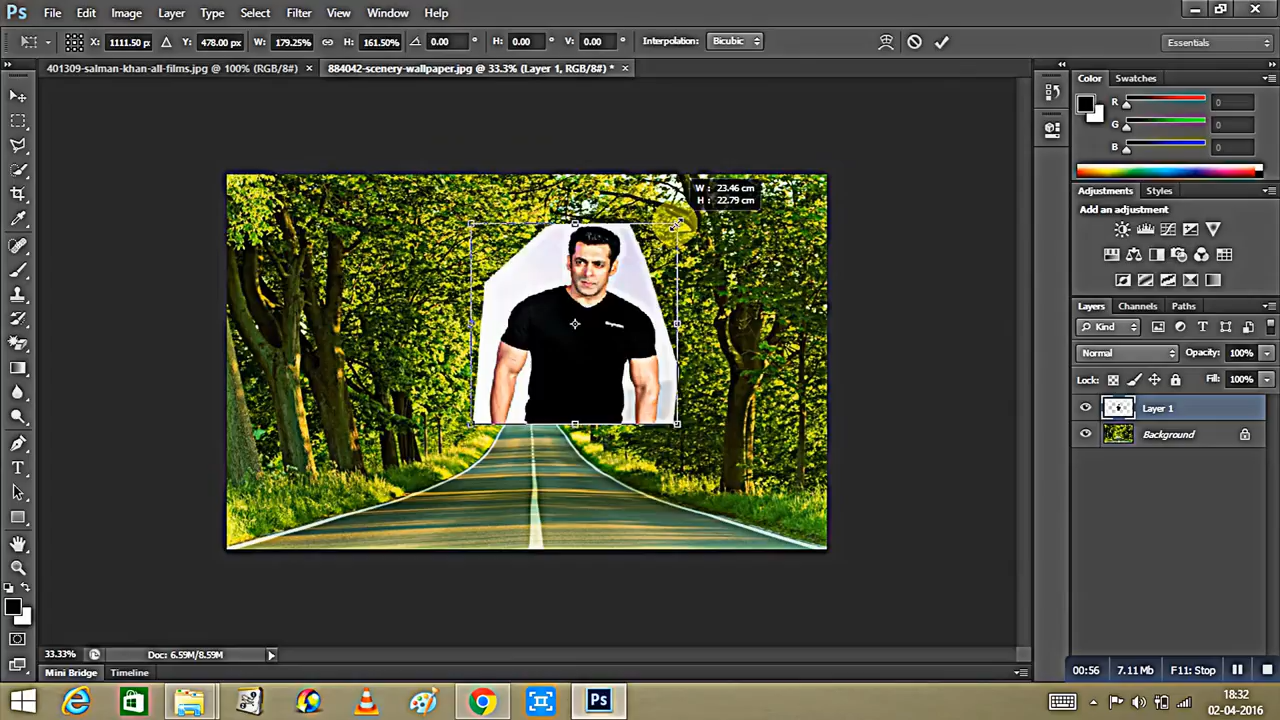 Ps File Edit Image Layer Type Select Filter View Window Help
X: 1111.50 px Y: 478.00 px W: 179.25% H: 161.50% 0.00 ° H: 0.00 ° V: 0.00 ° Interpolation: Bicubic Essentials
401309-salman-khan-all-films.jpg @ 100% (RGB/8#) × 884042-scenery-wallpaper.jpg @ 33.3% (Layer 1, RGB/8#) * ×
Color Swatches
R 0
G 0
B 0
W : 23.46 cm
H : 22.79 cm
Adjustments Styles
Add an adjustment
Layers Channels Paths
Kind
Normal Opacity: 100%
Lock: Fill: 100%
Layer 1
Background
33.33% Doc: 6.59M/8.59M
Mini Bridge Timeline
00:56 7.11 Mb F11: Stop
Ps
18:32
02-04-2016